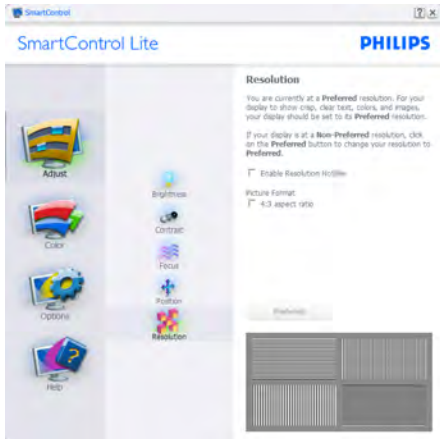 SmartControl
SmartControl Lite
PHILIPS
Adjust
Color
Options
Help
Brightness
Contrast
Focus
Position
Resolution
Resolution
You are currently at a Preferred resolution. For your
display to show crisp, clear text, colors, and images,
your display should be set to its Preferred resolution.
If your display is at a Non-Preferred resolution, click
on the Preferred button to change your resolution to
Preferred.
Enable Resolution Notifier
Picture Format
4:3 aspect ratio
Preferred